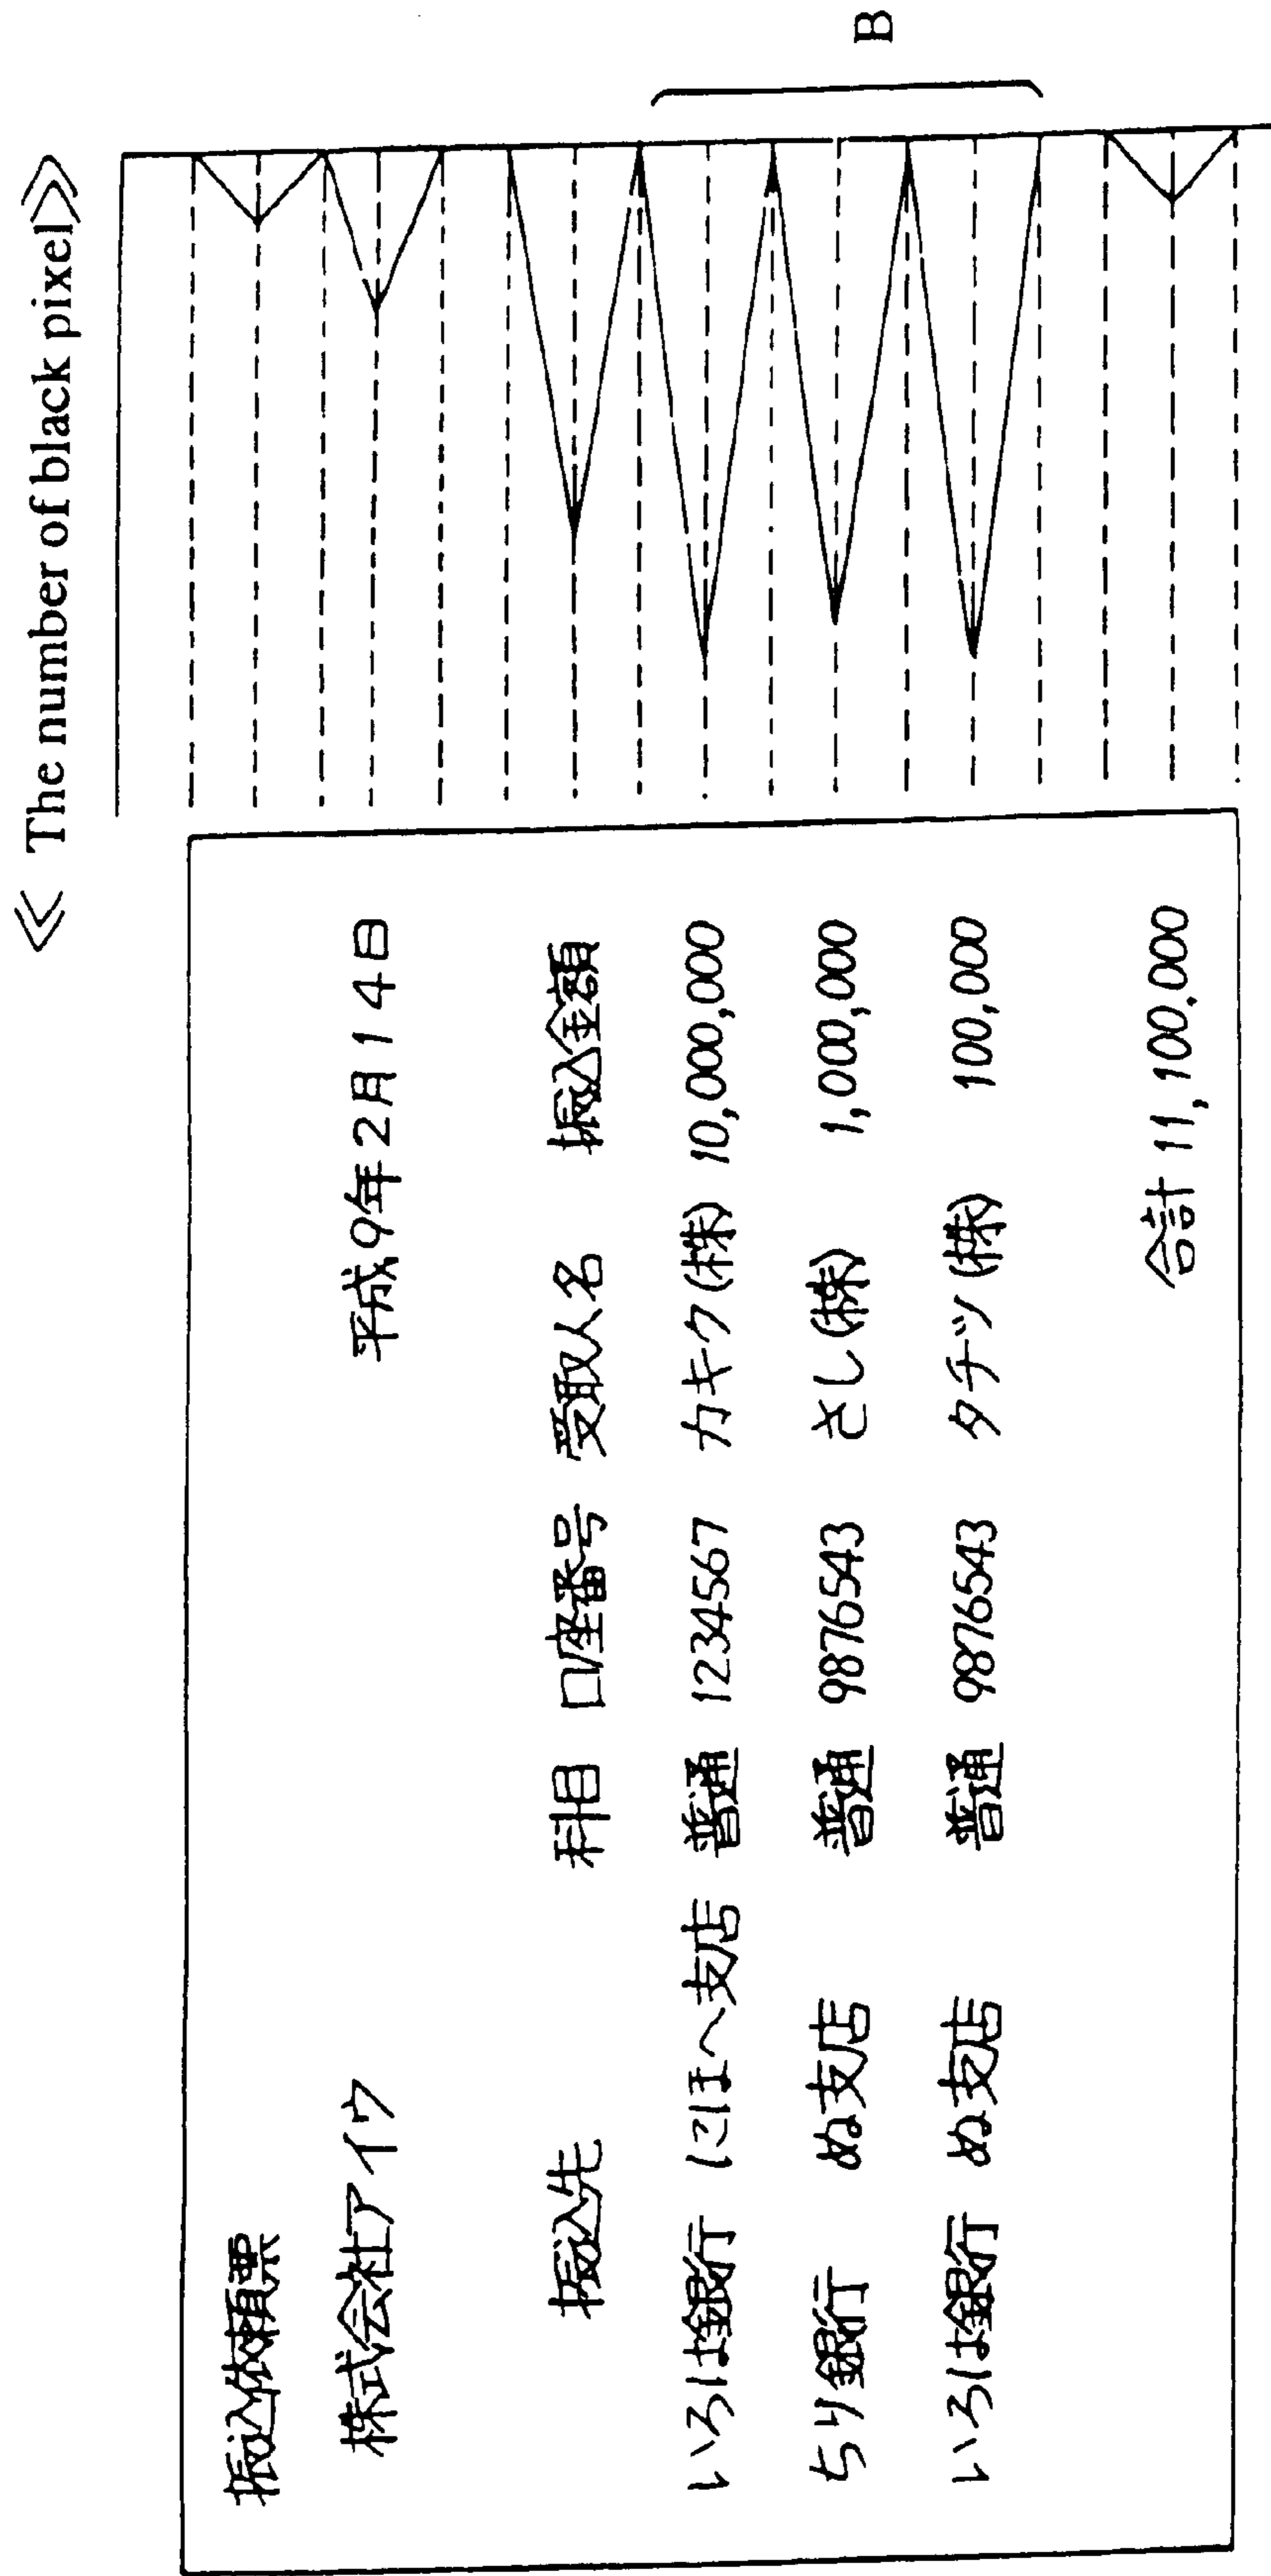 ≪ The number of black pixel≫
振込依頼票
株式会社アイウ 平成9年2月14日
振込先 科目 口座番号 受取人名 振込金額
いろは銀行 にほへ支店 普通 1234567 カキク(株) 10,000,000
ちり銀行 ぬ支店 普通 9876543 さし(株) 1,000,000
いろは銀行 ぬ支店 普通 9876543 タチツ(株) 100,000
合計 11,100,000
B